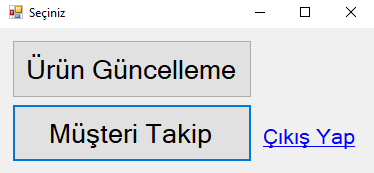 Seçiniz
Ürün Güncelleme
Müşteri Takip
Çıkış Yap